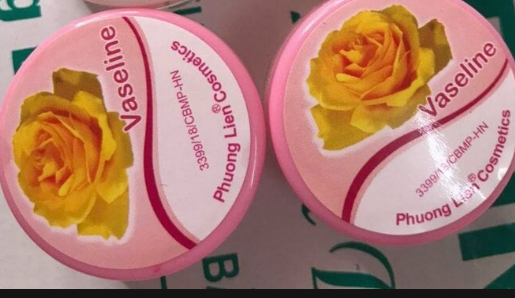 Vaseline
3399/18/CBMP-HN
Phuong Lien® Cosmetics
Vaseline
3399/18/CBMP-HN
Phuong Lien® Cosmetics